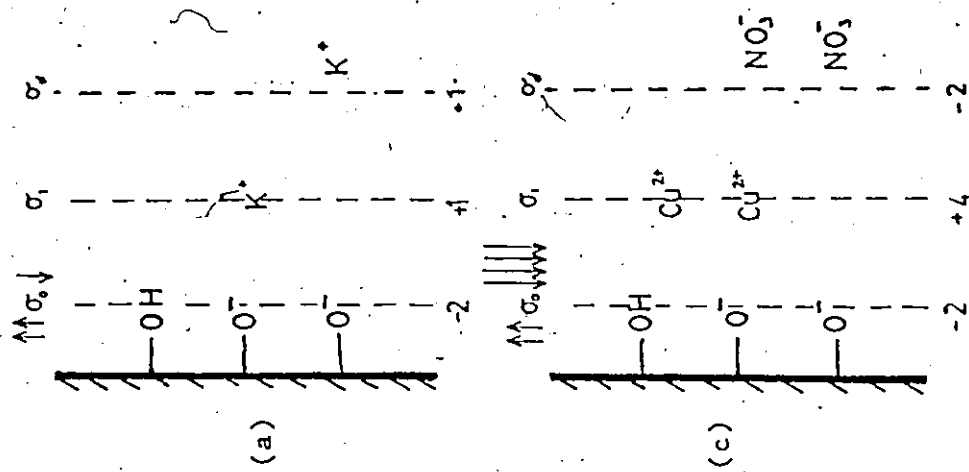 σ₀ σ₁ σ_d
OH
(a) O⁻ K⁺
O⁻ K⁺
-2 +1 +1
σ₀ σ₁ σ_d
OH Cu²⁺
(c) O⁻ Cu²⁺ NO₃⁻
O⁻ NO₃⁻
-2 +4 -2